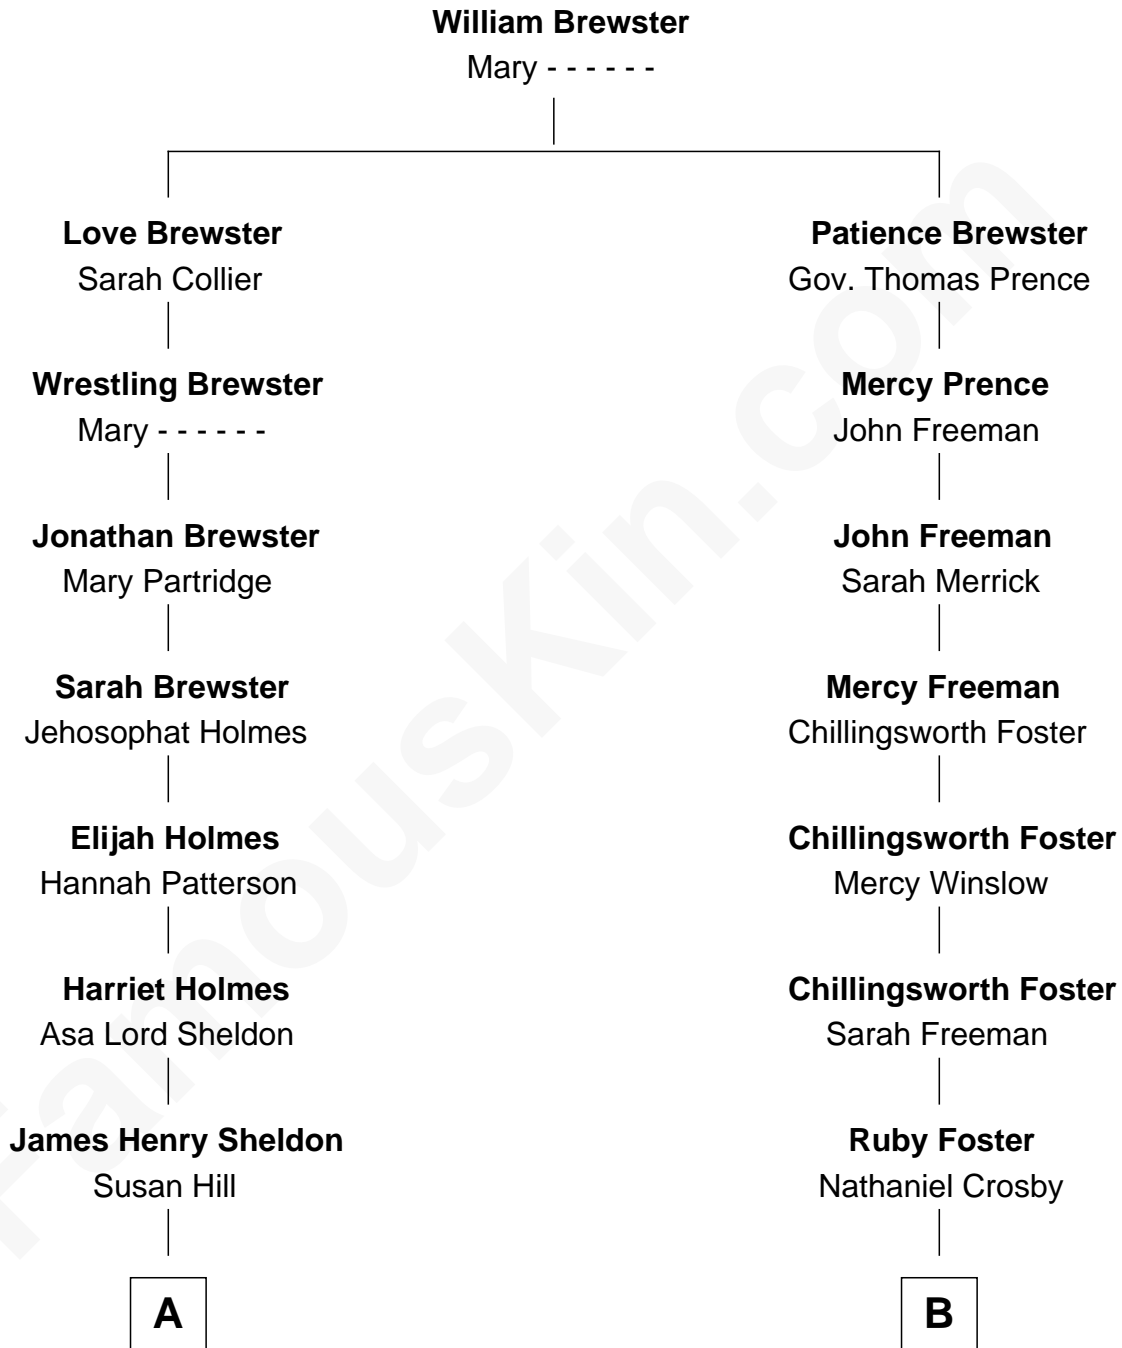 William Brewster
Mary - - - - - -
Love Brewster
Sarah Collier
Patience Brewster
Gov. Thomas Prence
Wrestling Brewster
Mary - - - - - -
Mercy Prence
John Freeman
Jonathan Brewster
Mary Partridge
John Freeman
Sarah Merrick
Sarah Brewster
Jehosophat Holmes
Mercy Freeman
Chillingsworth Foster
Elijah Holmes
Hannah Patterson
Chillingsworth Foster
Mercy Winslow
Harriet Holmes
Asa Lord Sheldon
Chillingsworth Foster
Sarah Freeman
James Henry Sheldon
Susan Hill
Ruby Foster
Nathaniel Crosby
A
B
FamousKin.com